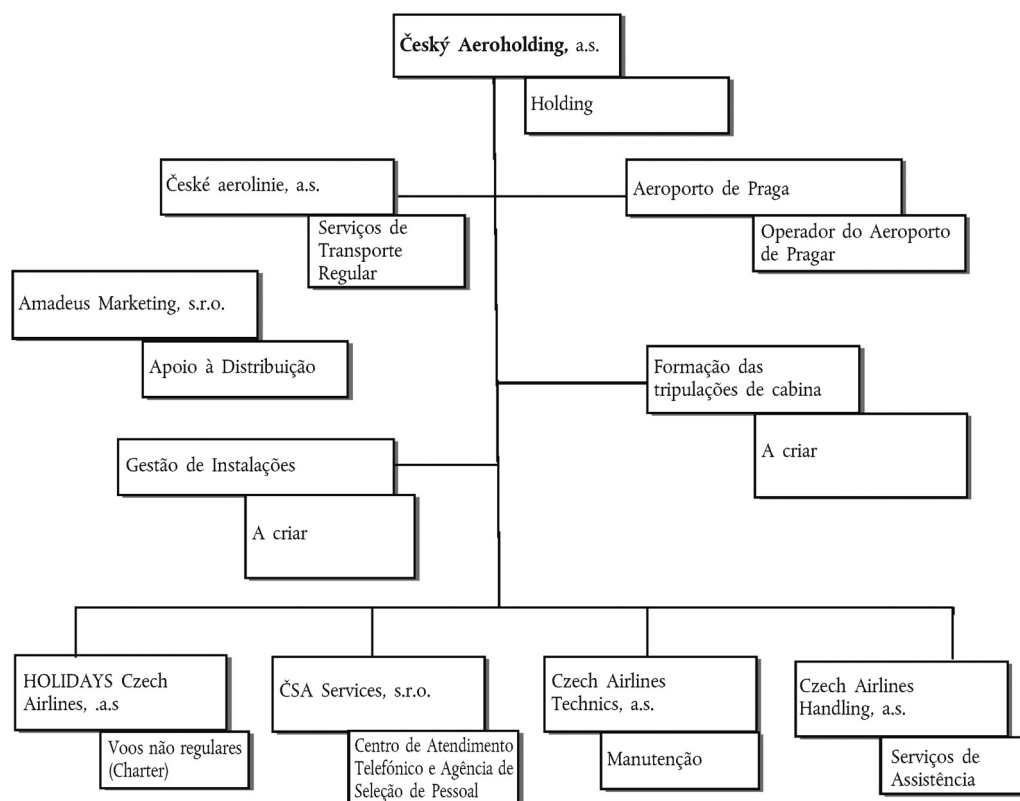 Český Aeroholding, a.s.
Holding
České aerolinie, a.s.
Serviços de
Transporte
Regular
Aeroporto de Praga
Operador do Aeroporto
de Pragar
Amadeus Marketing, s.r.o.
Apoio à Distribuição
Formação das
tripulações de cabina
A criar
Gestão de Instalações
A criar
HOLIDAYS Czech
Airlines, .a.s
Voos não regulares
(Charter)
ČSA Services, s.r.o.
Centro de Atendimento
Telefónico e Agência de
Seleção de Pessoal
Czech Airlines
Technics, a.s.
Manutenção
Czech Airlines
Handling, a.s.
Serviços de
Assistência